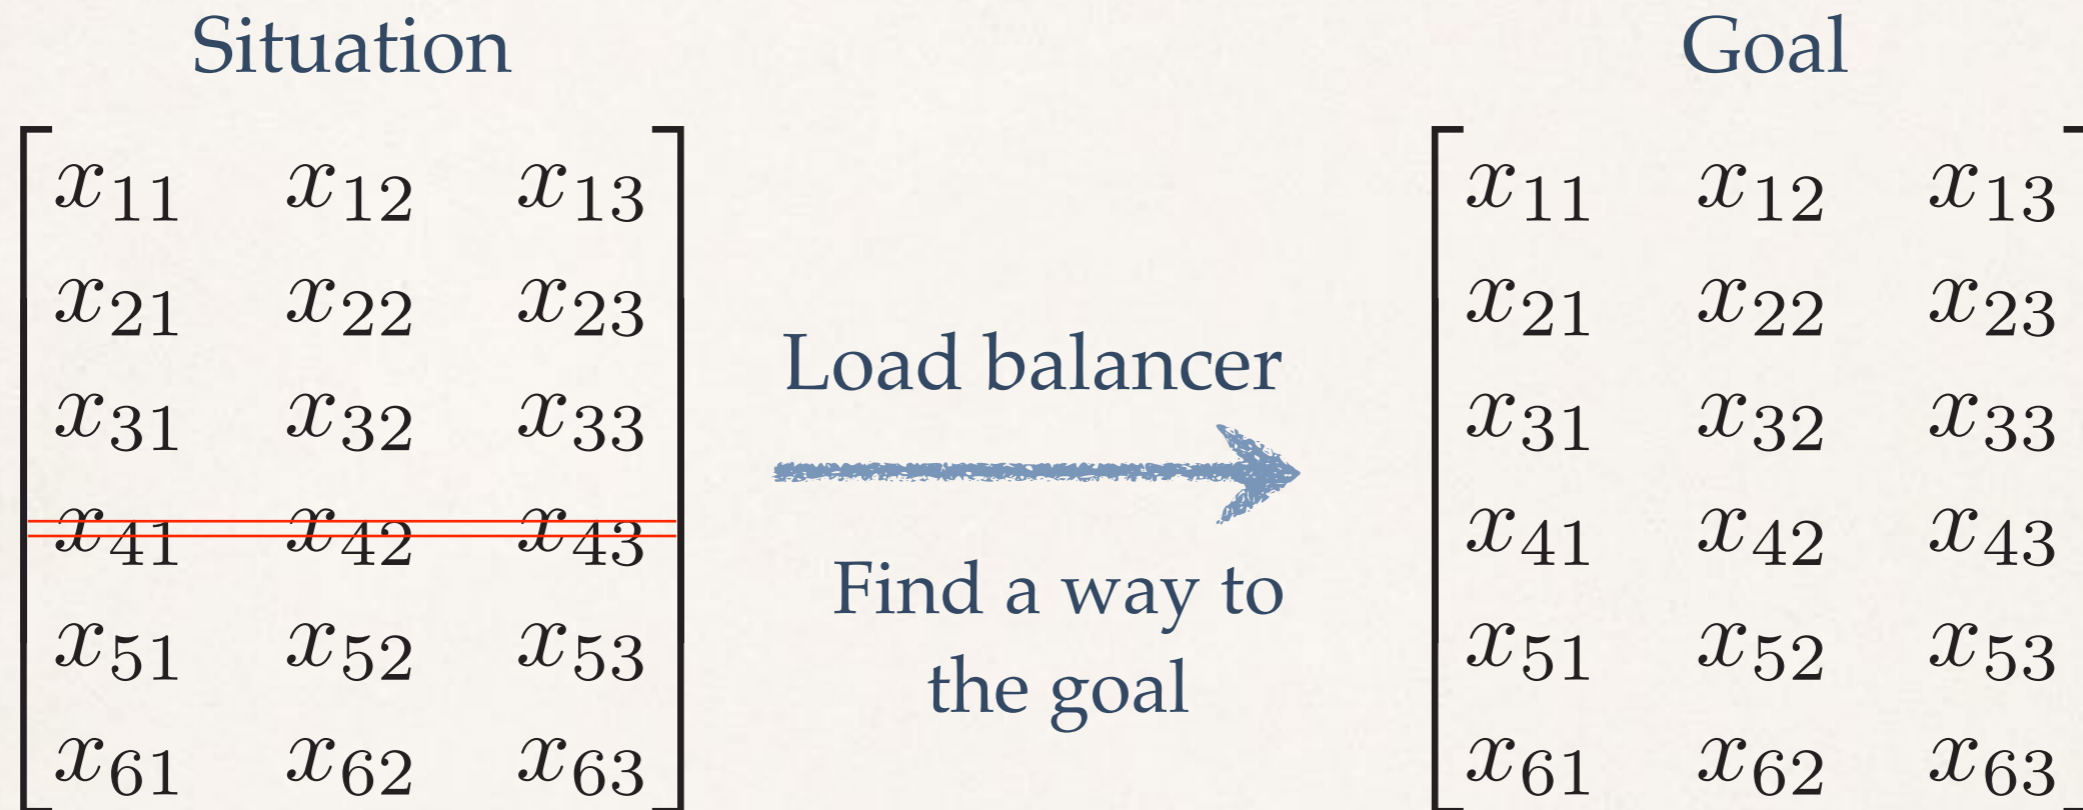 Situation
x11 x12 x13
x21 x22 x23
x31 x32 x33
x41 x42 x43
x51 x52 x53
x61 x62 x63
Load balancer
Find a way to
the goal
Goal
x11 x12 x13
x21 x22 x23
x31 x32 x33
x41 x42 x43
x51 x52 x53
x61 x62 x63